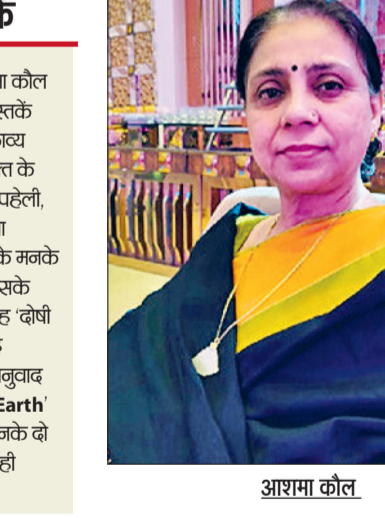 के
ा कौल
स्तकें
ाव्य
त्त के
पहेली,
ा
के मनके
सके
ह 'दोषी
नुवाद
Earth'
नके दो
ही
आशमा कौल